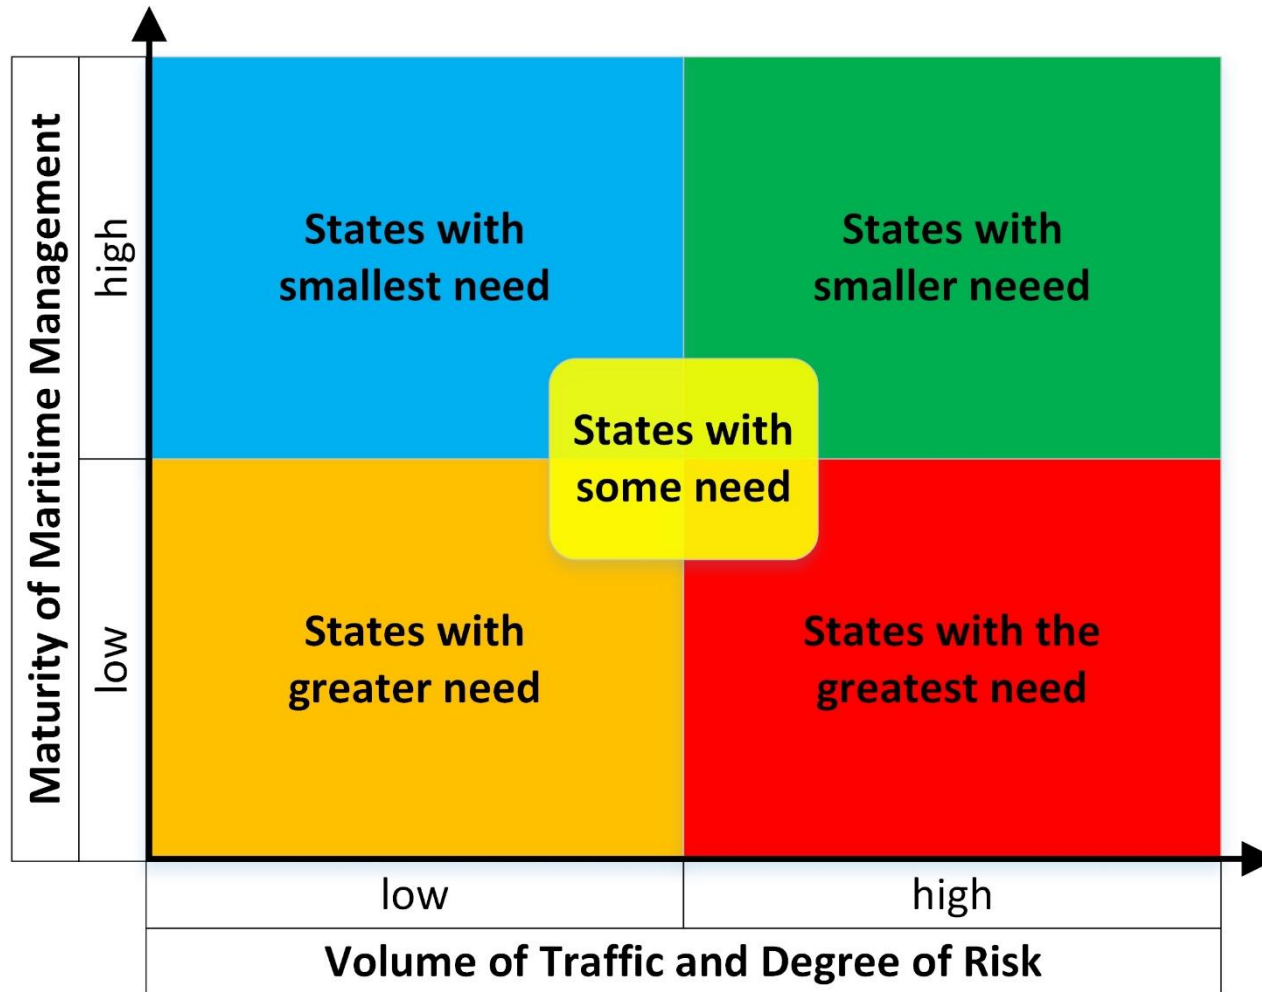 Maturity of Maritime Management
high
low
States with
smallest need
States with
smaller neeed
States with
some need
States with
greater need
States with the
greatest need
low
high
Volume of Traffic and Degree of Risk